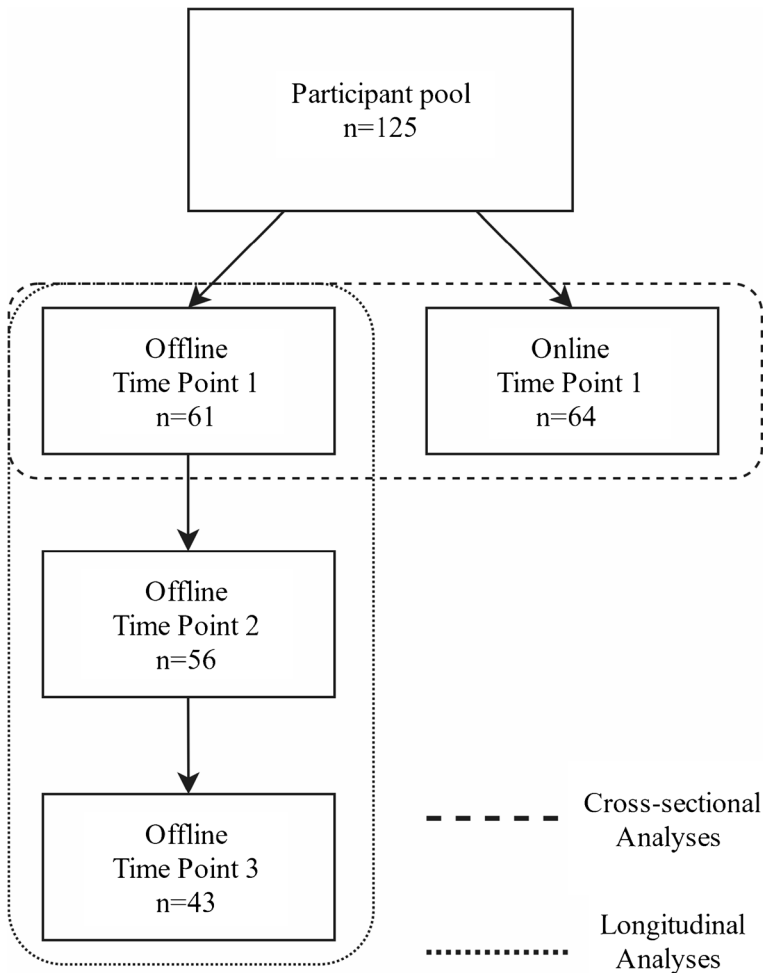 Participant pool
n=125
Offline
Time Point 1
n=61
Online
Time Point 1
n=64
Offline
Time Point 2
n=56
Offline
Time Point 3
n=43
Cross-sectional
Analyses
Longitudinal
Analyses